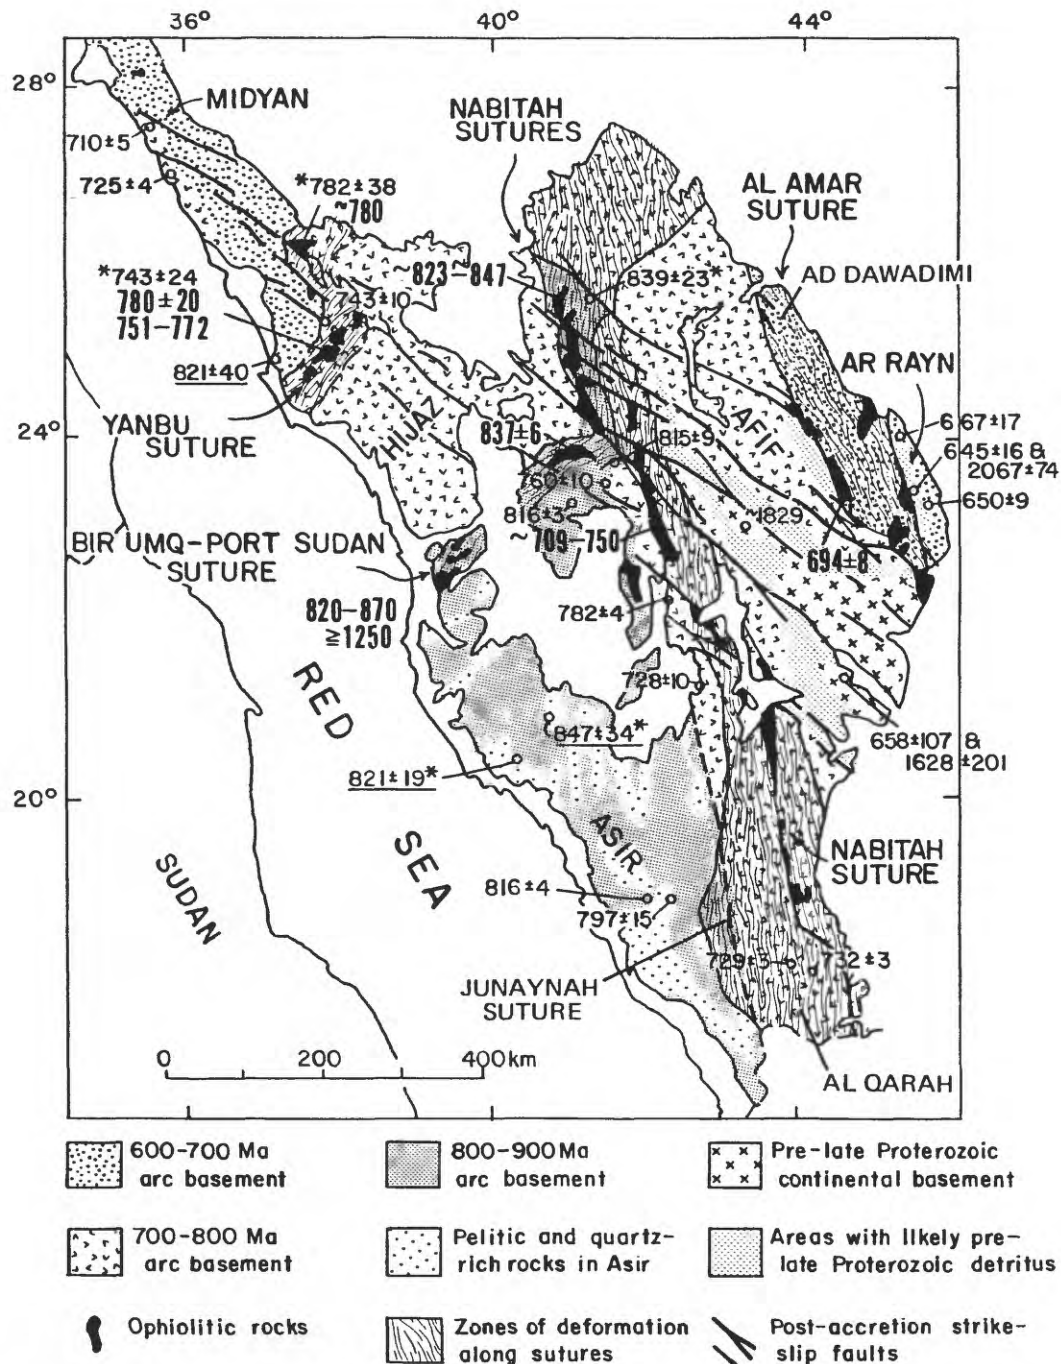 36°
40°
44°
28°
24°
20°
MIDYAN
710±5
725±4
*782±38
~780
NABITAH
SUTURES
AL AMAR
SUTURE
AD DAWADIMI
*743±24
780±20
751-772
743±10
~823-~847
839±23*
AR RAYN
821±40
YANBU
SUTURE
HIJAZ
AFIF
837±6
815±9
667±17
645±16 &
2067±74
650±9
760±10
816±3
~1829
~709-750
694±8
BIR UMQ-PORT SUDAN
SUTURE
820-870
≥1250
782±4
728±10
847±34*
821±19*
658±107 &
1628±201
RED
SEA
ASIR
SUDAN
NABITAH
SUTURE
816±4
797±15
729±3
732±3
JUNAYNAH
SUTURE
AL QARAH
0 200 400km
600-700 Ma
arc basement
800-900 Ma
arc basement
Pre-late Proterozoic
continental basement
700-800 Ma
arc basement
Pelitic and quartz-
rich rocks in Asir
Areas with likely pre-
late Proterozoic detritus
Ophiolitic rocks
Zones of deformation
along sutures
Post-accretion strike-
slip faults